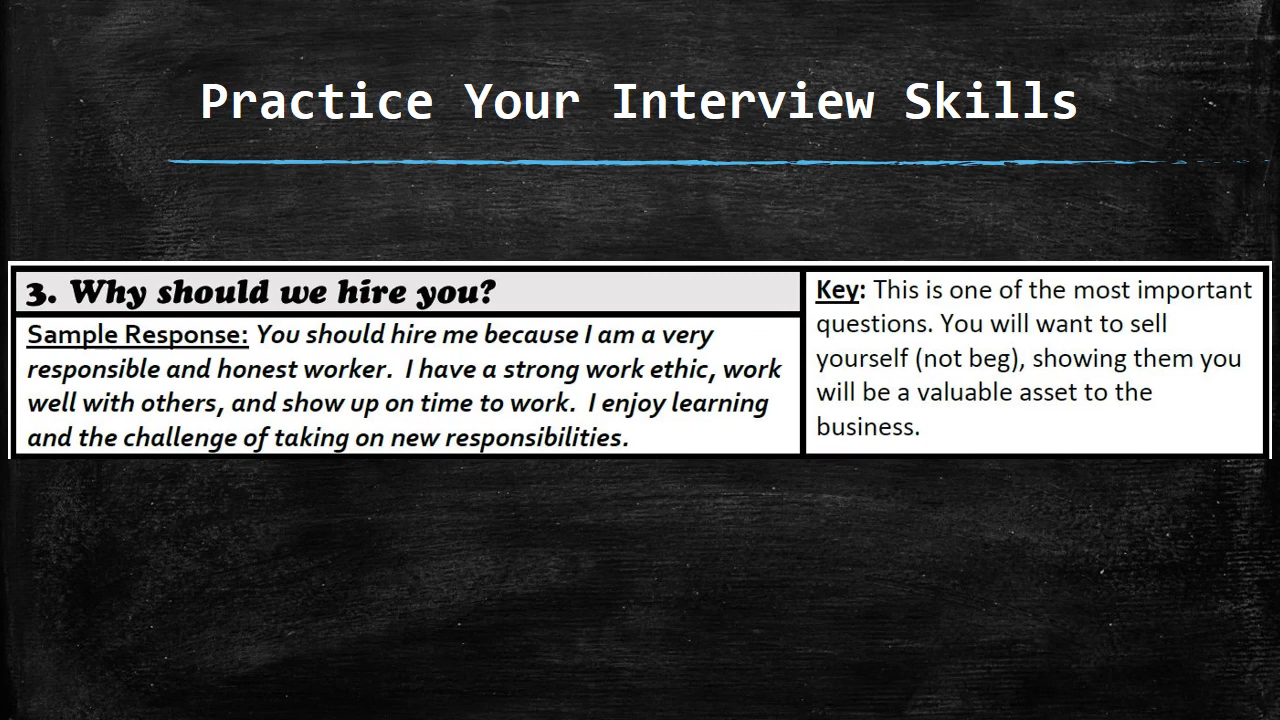 Practice Your Interview Skills
3. Why should we hire you?
Sample Response: You should hire me because I am a very
responsible and honest worker.  I have a strong work ethic, work
well with others, and show up on time to work.  I enjoy learning
and the challenge of taking on new responsibilities.
Key: This is one of the most important
questions. You will want to sell
yourself (not beg), showing them you
will be a valuable asset to the
business.